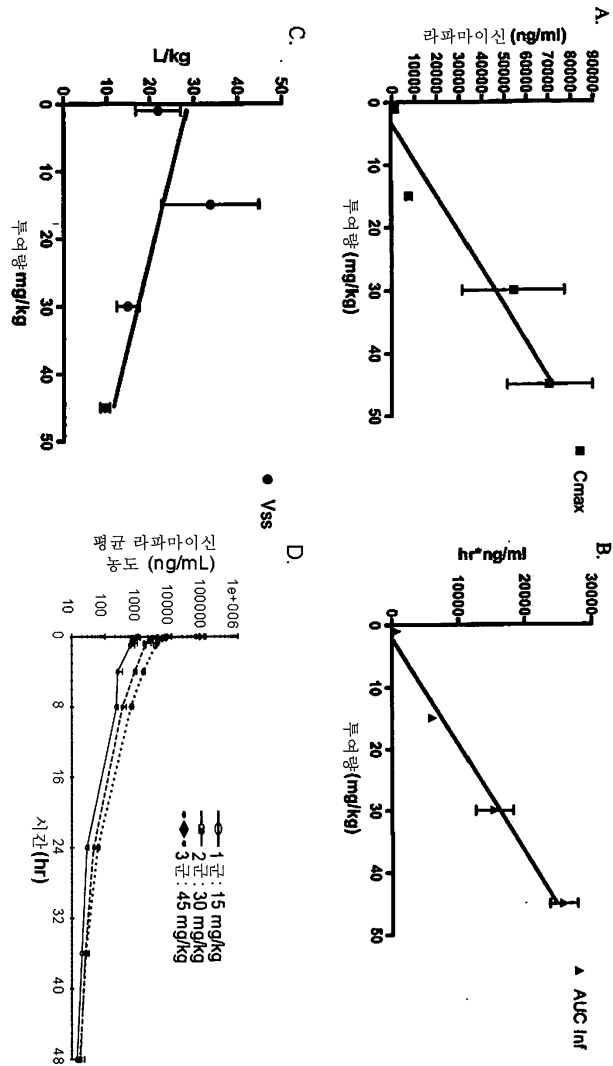 A.
라파마이신 (ng/ml)
80000
70000
60000
50000
40000
30000
20000
10000
0
0 10 20 30 40 50
투여량 (mg/kg)
■ Cmax
B.
hr*ng/ml
30000
20000
10000
0
0 10 20 30 40 50
투여량 (mg/kg)
▲ AUC Inf
C.
L/kg
50
40
30
20
10
0
0 10 20 30 40 50
투여량 mg/kg
● Vss
D.
평균 라파마이신
농도 (ng/mL)
1e+006
100000
10000
1000
100
10
0 8 16 24 32 40 48
시간 (hr)
1군: 15 mg/kg
2군: 30 mg/kg
3군: 45 mg/kg